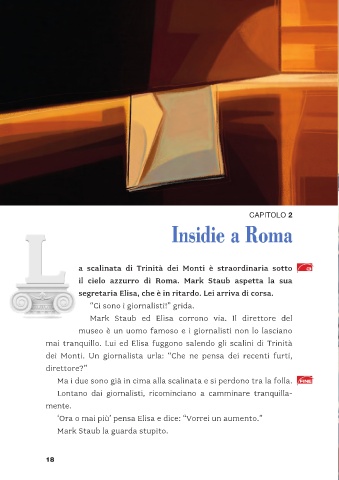 CAPITOLO 2
Insidie a Roma
La scalinata di Trinità dei Monti è straordinaria sotto
il cielo azzurro di Roma. Mark Staub aspetta la sua
segretaria Elisa, che è in ritardo. Lei arriva di corsa.
“Ci sono i giornalisti!” grida.
Mark Staub ed Elisa corrono via. Il direttore del
museo è un uomo famoso e i giornalisti non lo lasciano
mai tranquillo. Lui ed Elisa fuggono salendo gli scalini di Trinità
dei Monti. Un giornalista urla: “Che ne pensa dei recenti furti,
direttore?”
Ma i due sono già in cima alla scalinata e si perdono tra la folla.
FINE
Lontano dai giornalisti, ricominciano a camminare tranquilla-
mente.
‘Ora o mai più’ pensa Elisa e dice: “Vorrei un aumento.”
Mark Staub la guarda stupito.
18